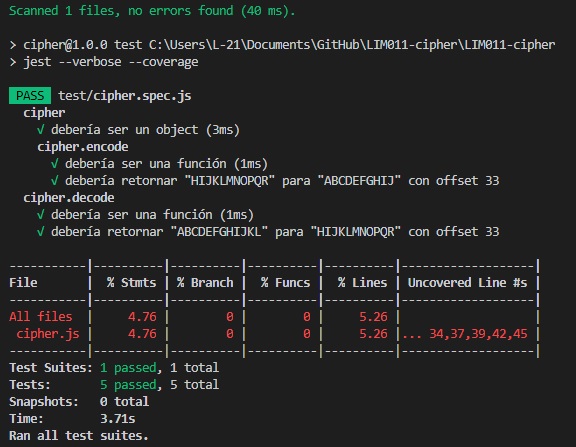 Scanned 1 files, no errors found (40 ms).
> cipher@1.0.0 test C:\Users\L-21\Documents\GitHub\LIM011-cipher\LIM011-cipher
> jest --verbose --coverage
PASS test/cipher.spec.js
cipher
√ debería ser un object (3ms)
cipher.encode
√ debería ser una función (1ms)
√ debería retornar "HIJKLMNOPQR" para "ABCDEFGHIJ" con offset 33
cipher.decode
√ debería ser una función (1ms)
√ debería retornar "ABCDEFGHIJKL" para "HIJKLMNOPQR" con offset 33
-----------|----------|----------|----------|----------|-------------------|
File       |  % Stmts | % Branch |  % Funcs |  % Lines | Uncovered Line #s |
-----------|----------|----------|----------|----------|-------------------|
All files  |     4.76 |        0 |        0 |     5.26 |                   |
cipher.js |     4.76 |        0 |        0 |     5.26 |... 34,37,39,42,45 |
-----------|----------|----------|----------|----------|-------------------|
Test Suites: 1 passed, 1 total
Tests:       5 passed, 5 total
Snapshots:   0 total
Time:        3.71s
Ran all test suites.